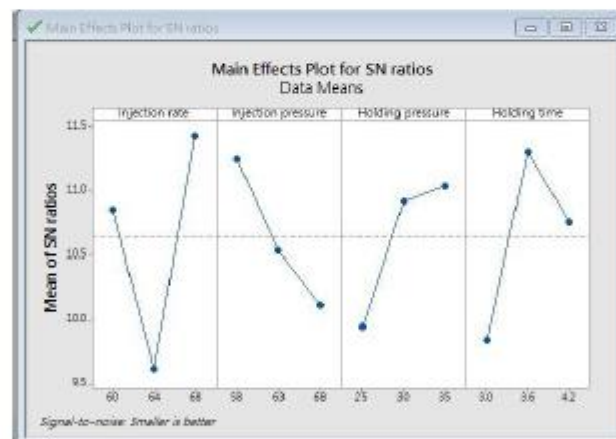 Main Effects Plot for SN ratios
Main Effects Plot for SN ratios
Data Means
Injection rate Injection pressure Holding pressure Holding time
Mean of SN ratios
11.5
11.0
10.5
10.0
9.5
60 64 68 58 63 68 25 30 35 3.0 3.6 4.2
Signal-to-noise: Smaller is better